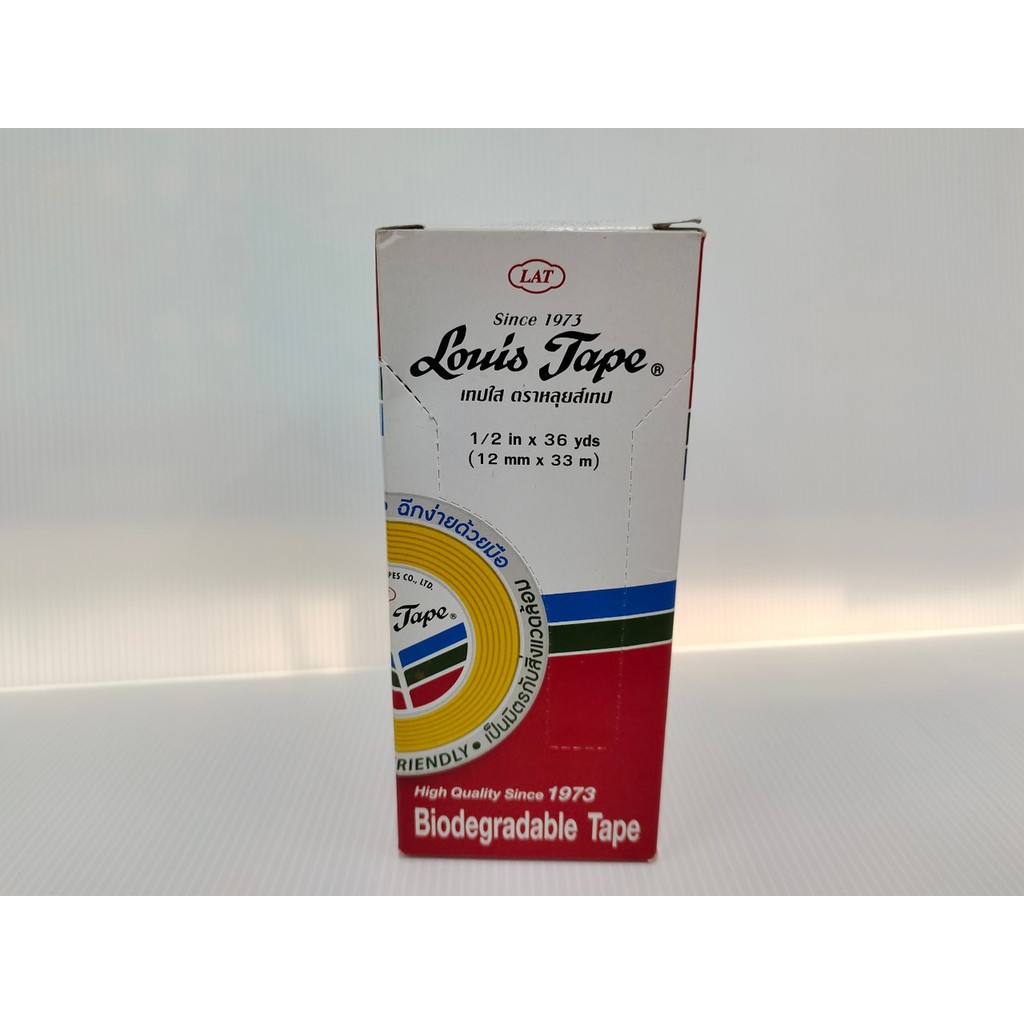 LAT
Since 1973
Louis Tape®
เทปใส ตราหลุยส์เทป
1/2 in x 36 yds
(12 mm x 33 m)
ฉีกง่ายด้วยมือ
CO., LTD.
Tape®
เป็นมิตรกับสิ่งแวดล้อม
High Quality Since 1973
Biodegradable Tape